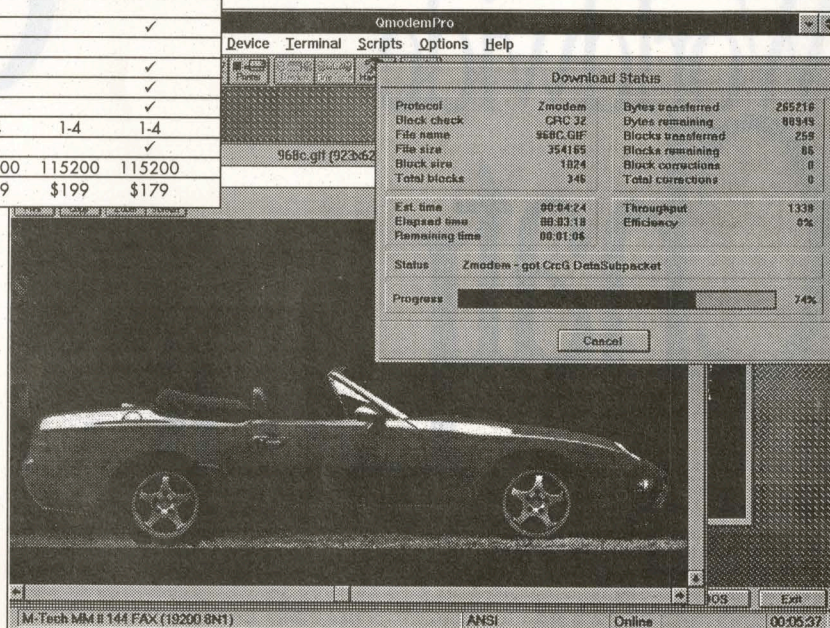 ✓
✓
✓
✓
1-4 1-4
✓
00 115200 115200
9 $199 $179
QmodemPro
Device Terminal Scripts Options Help
968c.gif (923x62
Download Status
Protocol Zmodem
Block check CRC 32
File name 968C.GIF
File size 354165
Block size 1024
Total blocks 346
Bytes transferred 265216
Bytes remaining 88949
Blocks transferred 259
Blocks remaining 86
Block corrections 0
Total corrections 0
Est. time 00:04:24
Elapsed time 00:03:18
Remaining time 00:01:06
Throughput 1338
Efficiency 0%
Status Zmodem - got CrcG DataSubpacket
Progress 74%
Cancel
DOS Exit
M-Tech MM II 144 FAX (19200 8N1) ANSI Online 00:05:37